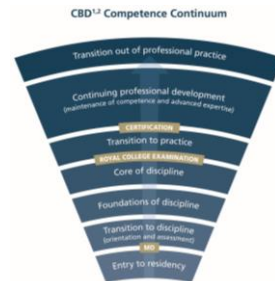 CBD¹,² Competence Continuum
Transition out of professional practice
Continuing professional development
(maintenance of competence and advanced expertise)
CERTIFICATION
Transition to practice
ROYAL COLLEGE EXAMINATION
Core of discipline
Foundations of discipline
Transition to discipline
(orientation and assessment)
MD
Entry to residency